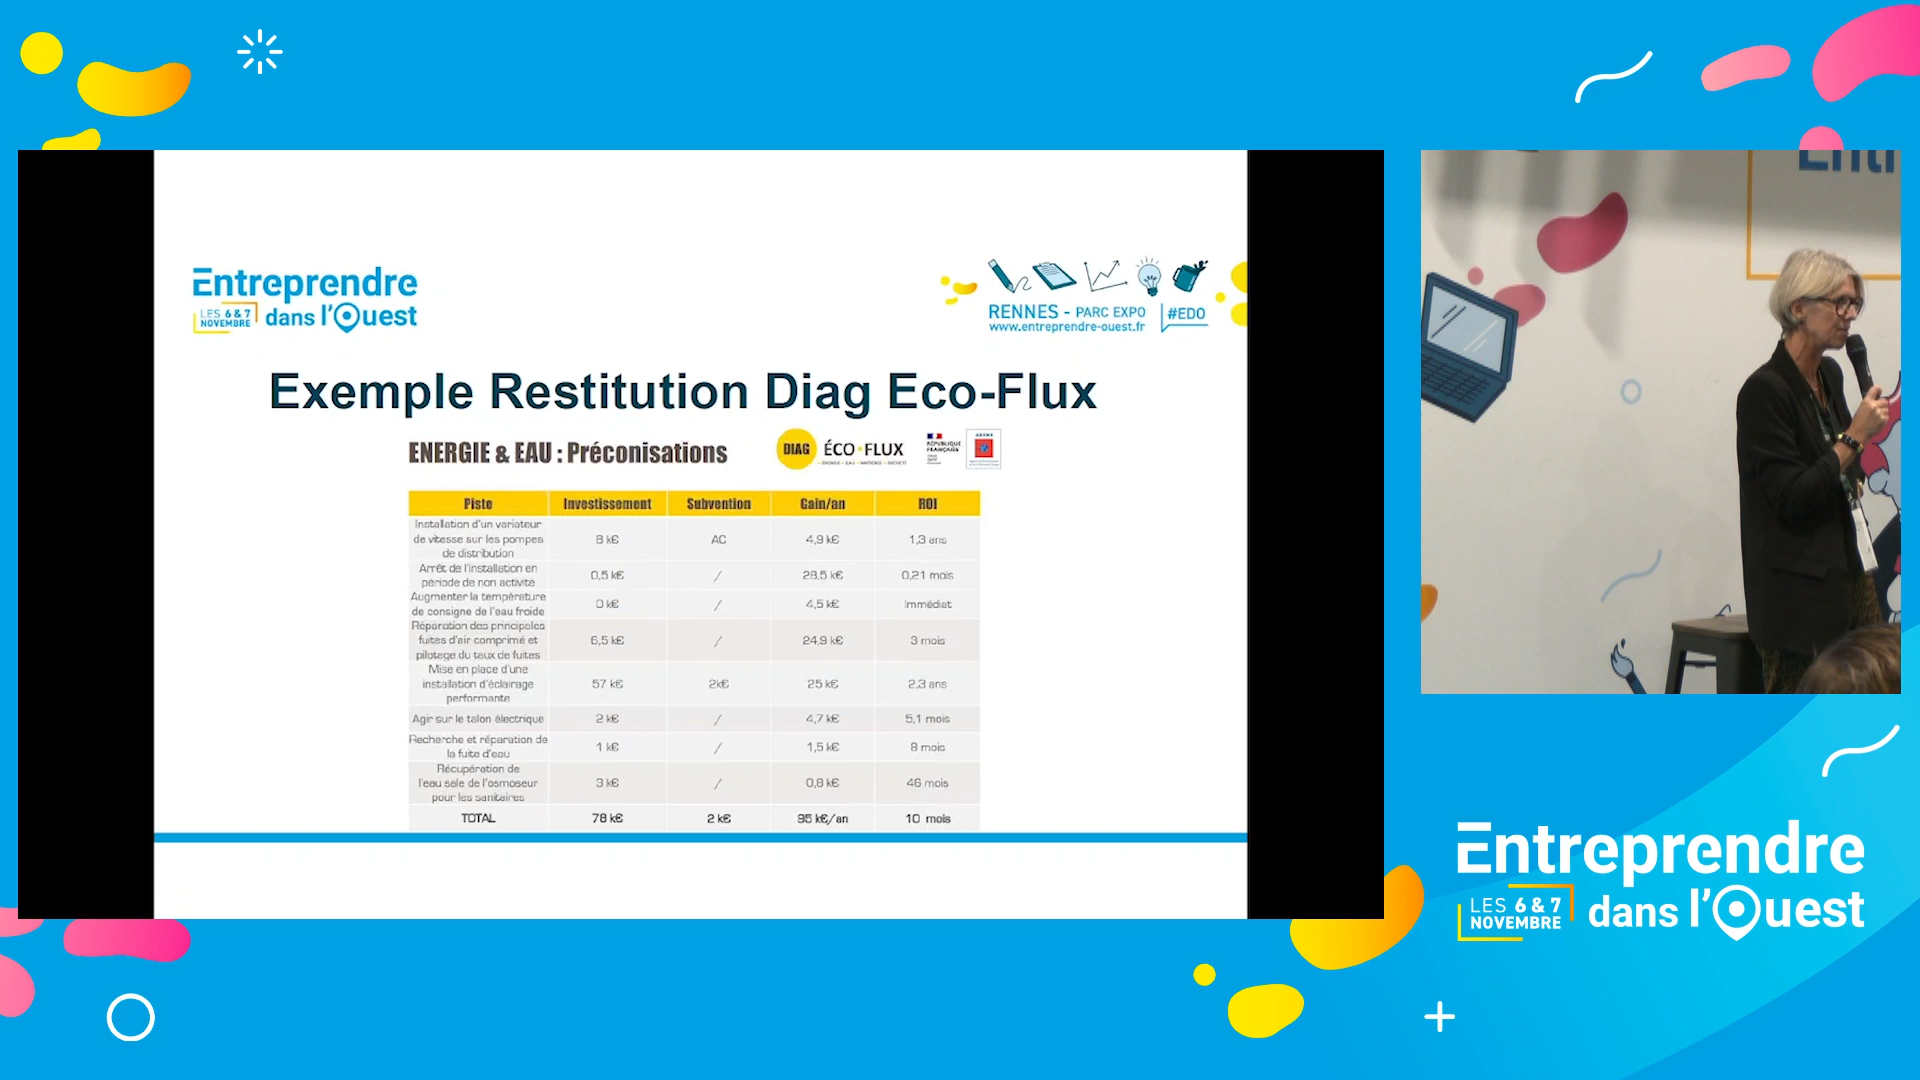 Entreprendre
LES 6 & 7
NOVEMBRE
dans l'Ouest
RENNES - PARC EXPO
www.entreprendre-ouest.fr
#EDO
Exemple Restitution Diag Eco-Flux
ENERGIE & EAU : Préconisations
DIAG ÉCO·FLUX
RÉPUBLIQUE
FRANÇAISE
ADEME
Piste Investissement Subvention Gain/an ROI
Installation d'un variateur
de vitesse sur les pompes
de distribution
8 k€ AC 4,9 k€ 1,3 ans
Arrêt de l'installation en
période de non activité
0,5 k€ / 28,5 k€ 0,21 mois
Augmenter la température
de consigne de l'eau froide
0 k€ / 4,5 k€ Immédiat
Réparation des principales
fuites d'air comprimé et
pilotage du taux de fuites
6,5 k€ / 24,9 k€ 3 mois
Mise en place d'une
installation d'éclairage
performante
57 k€ 2k€ 25 k€ 2,3 ans
Agir sur le talon électrique
2 k€ / 4,7 k€ 5,1 mois
Recherche et réparation de
la fuite d'eau
1 k€ / 1,5 k€ 8 mois
Récupération de
l'eau sale de l'osmoseur
pour les sanitaires
3 k€ / 0,8 k€ 46 mois
TOTAL 78 k€ 2 k€ 95 k€/an 10 mois
Entreprendre
LES 6 & 7
NOVEMBRE
dans l'Ouest